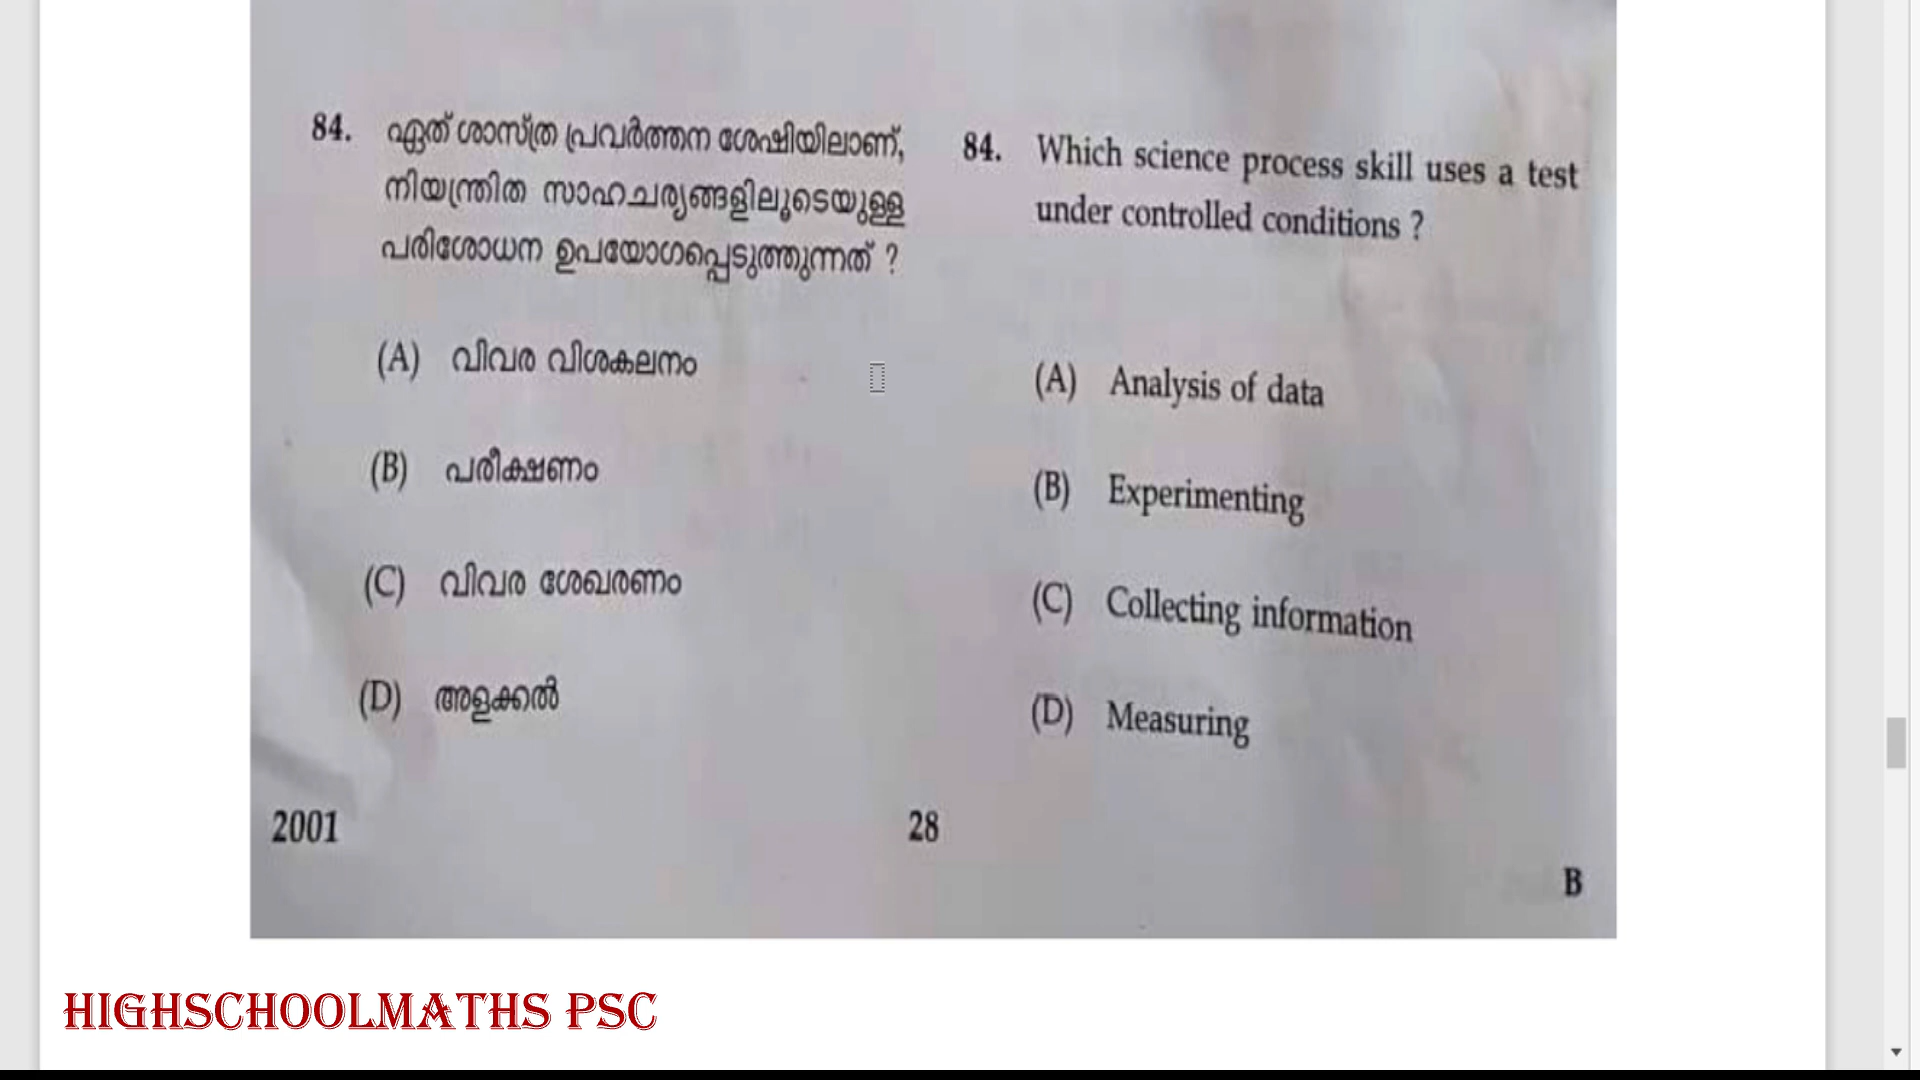 84. ഏത് ശാസ്ത്ര പ്രവർത്തന ശേഷിയിലാണ്,
നിയന്ത്രിത സാഹചര്യങ്ങളിലൂടെയുള്ള
പരിശോധന ഉപയോഗപ്പെടുത്തുന്നത് ?
(A) വിവര വിശകലനം
(B) പരീക്ഷണം
(C) വിവര ശേഖരണം
(D) അളക്കൽ
84. Which science process skill uses a test
under controlled conditions ?
(A) Analysis of data
(B) Experimenting
(C) Collecting information
(D) Measuring
2001
28
B
HIGHSCHOOLMATHS PSC